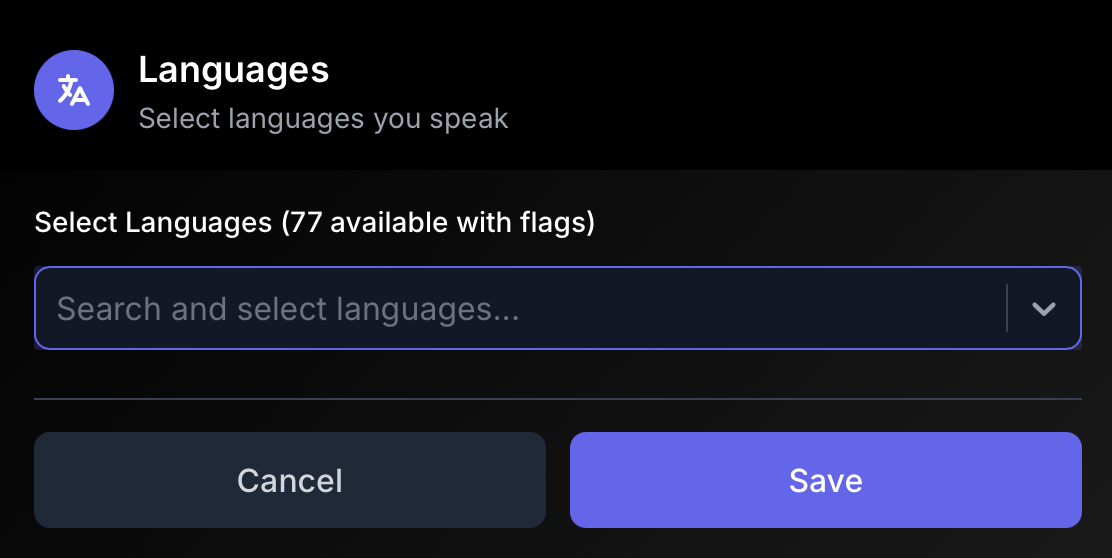 Languages
Select languages you speak
Select Languages (77 available with flags)
Search and select languages...
Cancel
Save